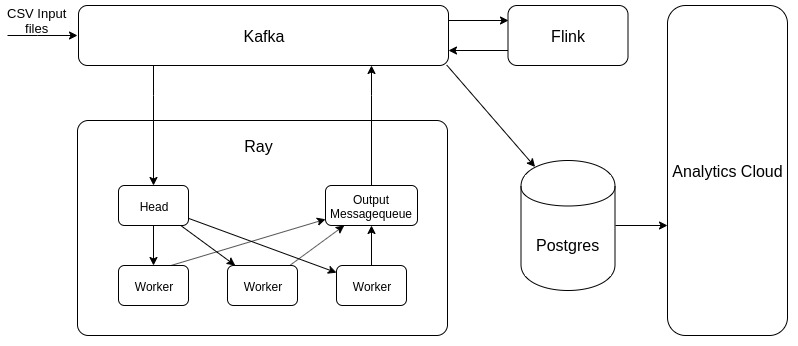 CSV Input
files
Kafka
Flink
Ray
Head
Output
Messagequeue
Worker
Worker
Worker
Postgres
Analytics Cloud